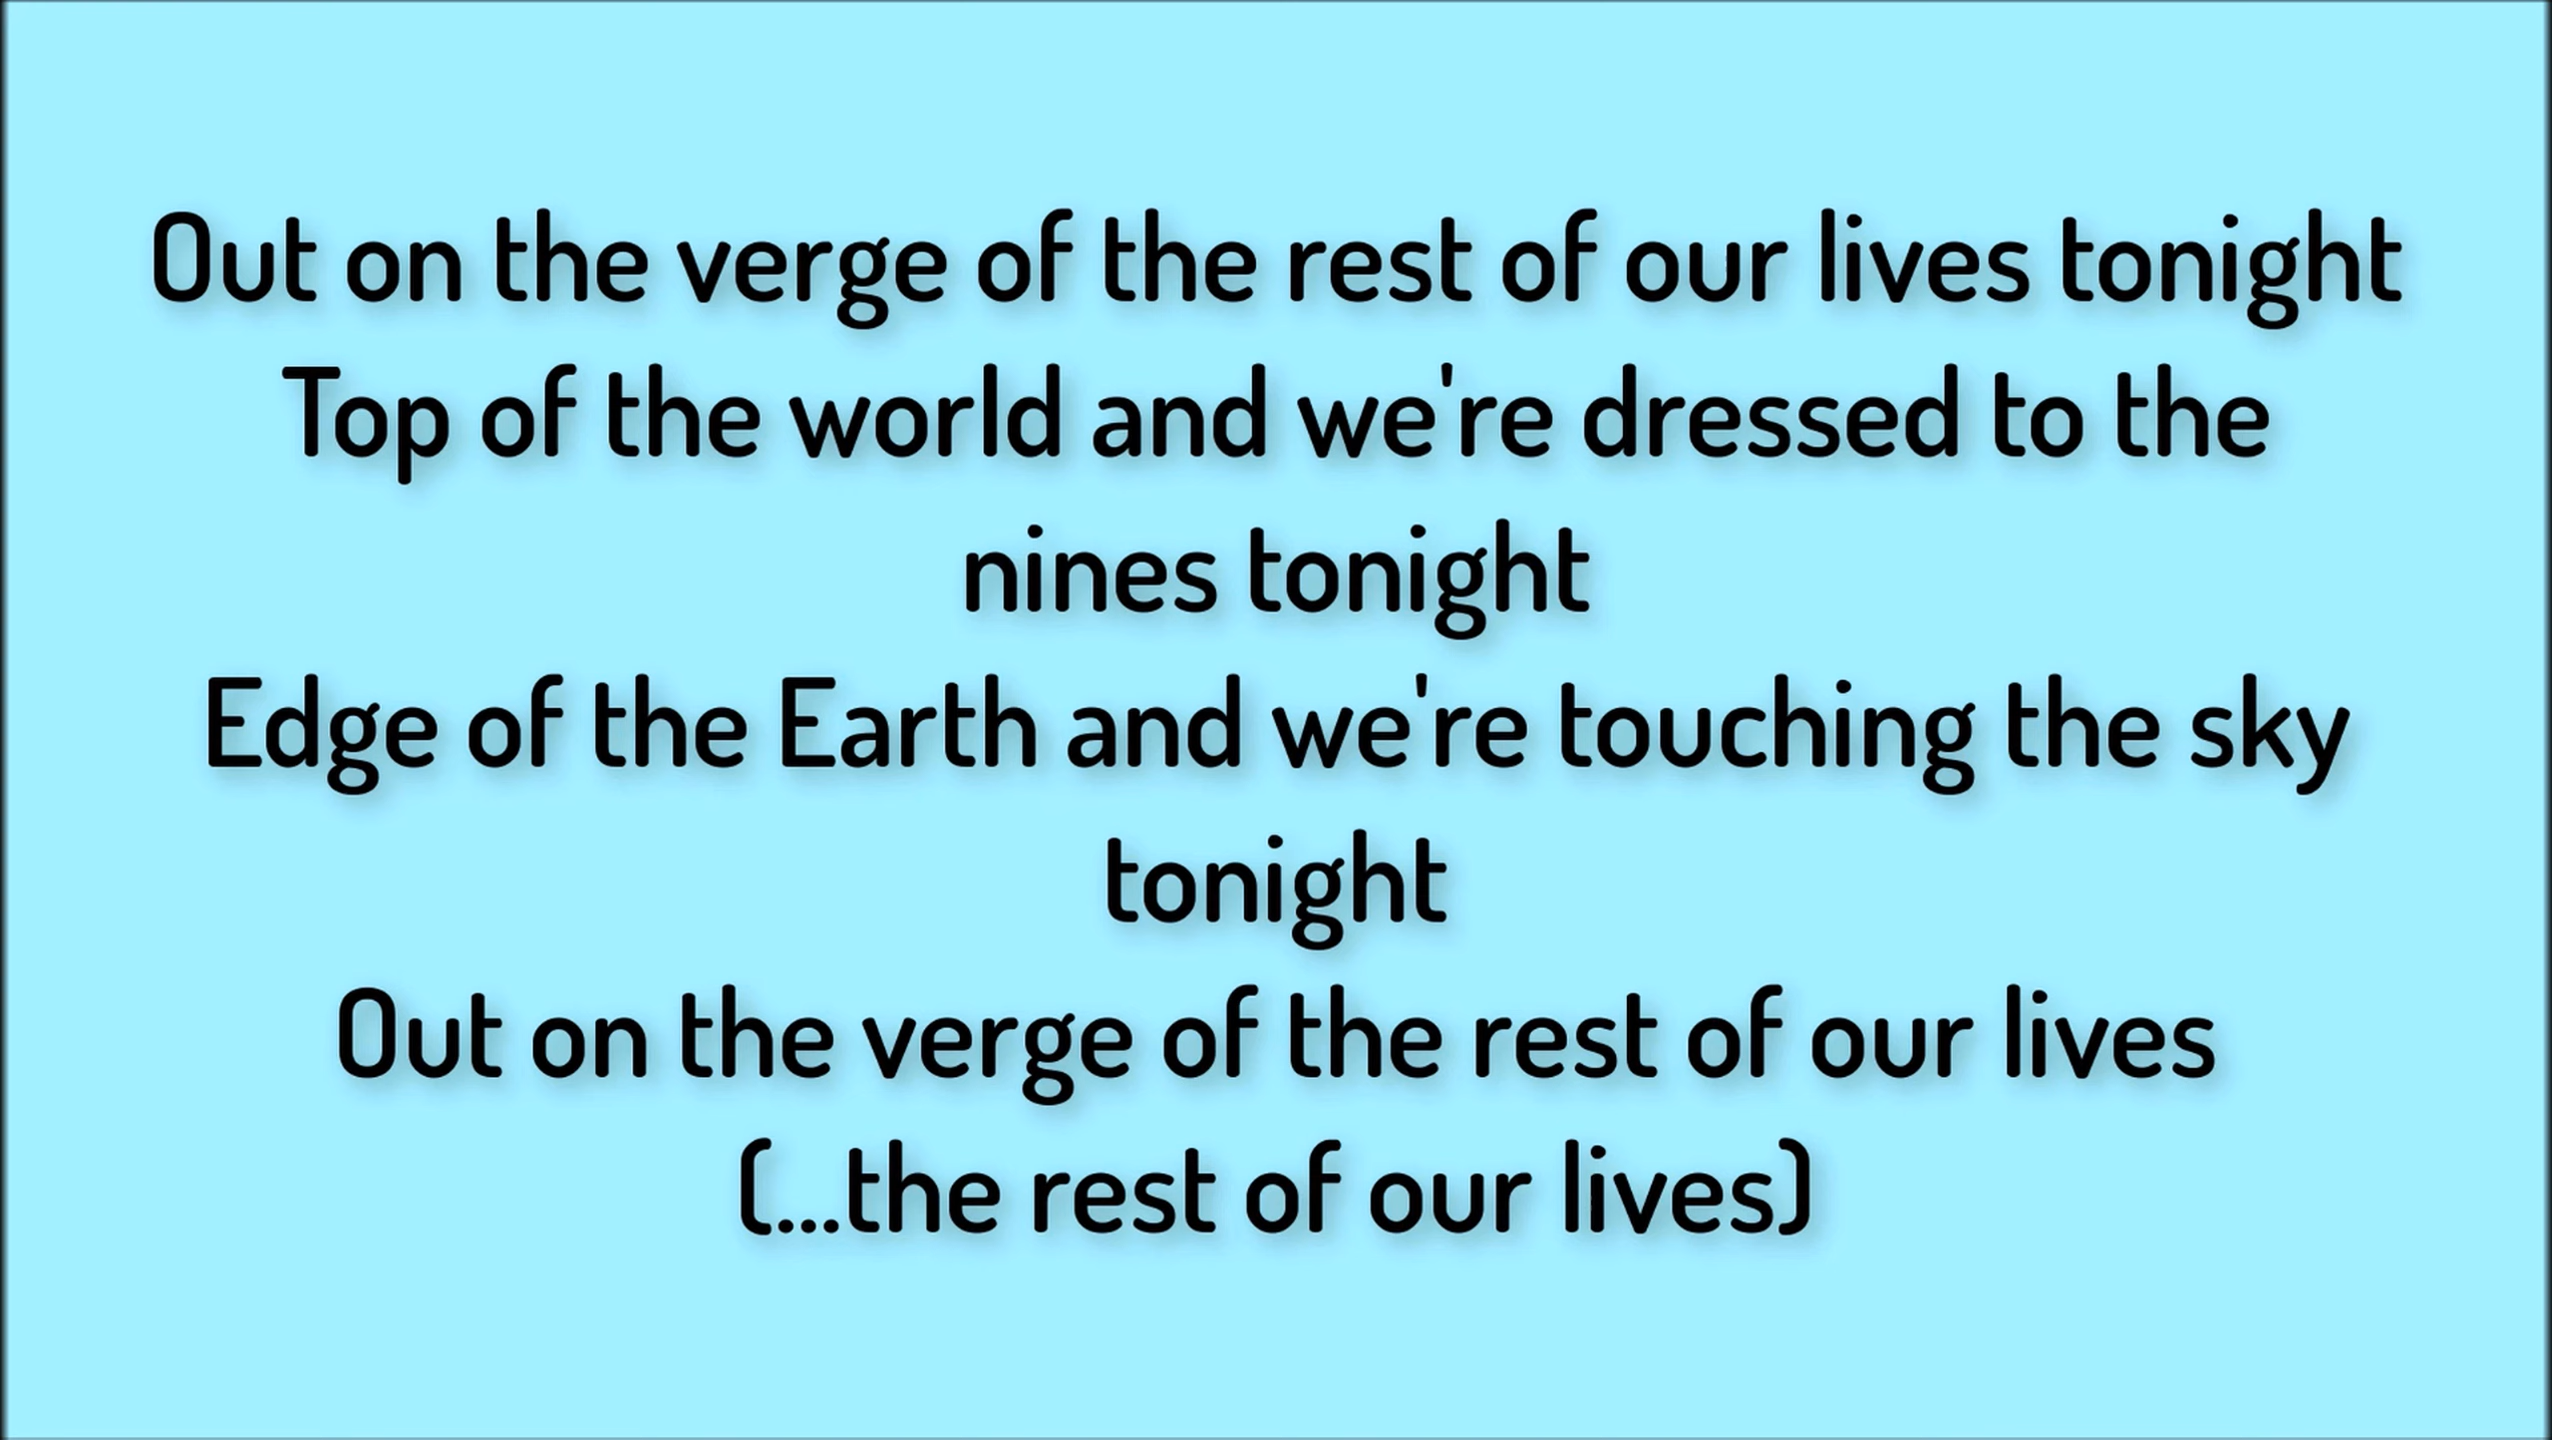 Out on the verge of the rest of our lives tonight
Top of the world and we're dressed to the
nines tonight
Edge of the Earth and we're touching the sky
tonight
Out on the verge of the rest of our lives
(...the rest of our lives)